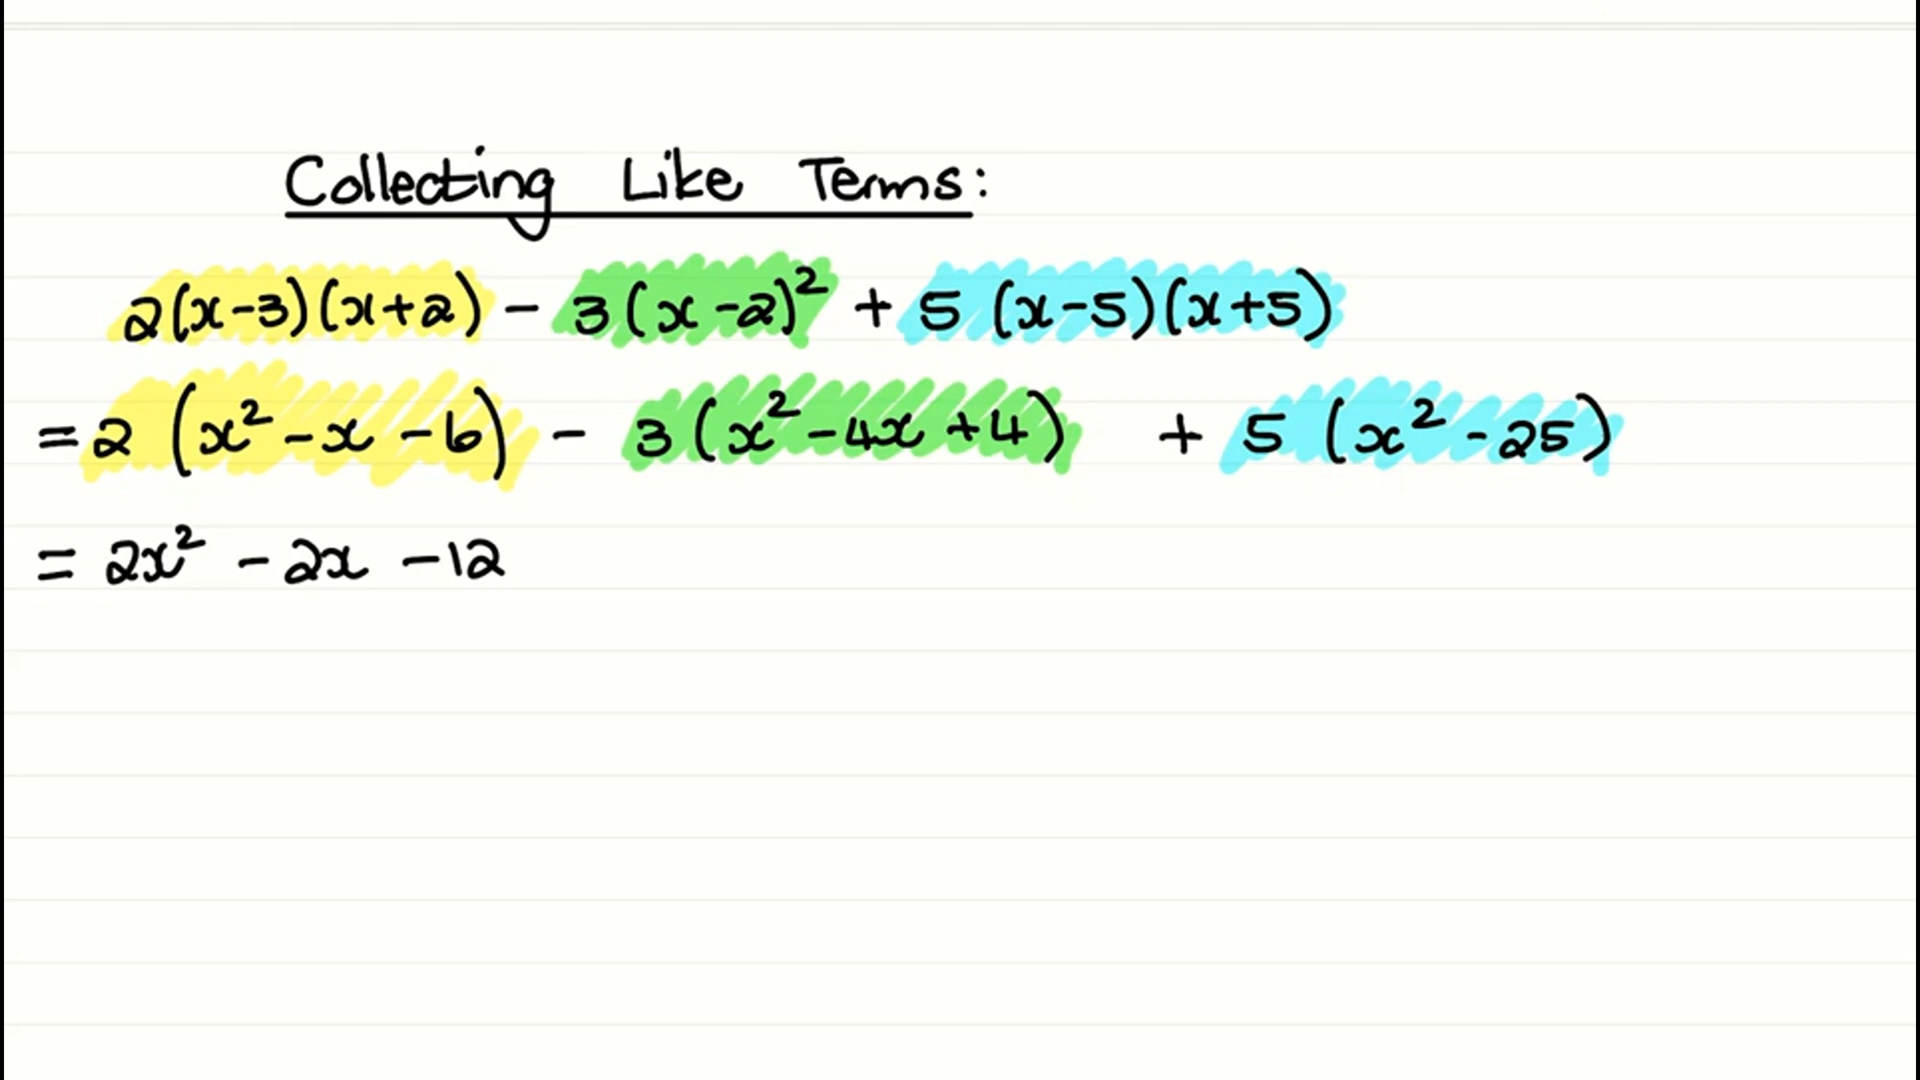 Collecting Like Terms:
2(x-3)(x+2) - 3(x-2)² + 5(x-5)(x+5)
= 2(x²-x-6) - 3(x²-4x+4) + 5(x²-25)
= 2x² - 2x - 12